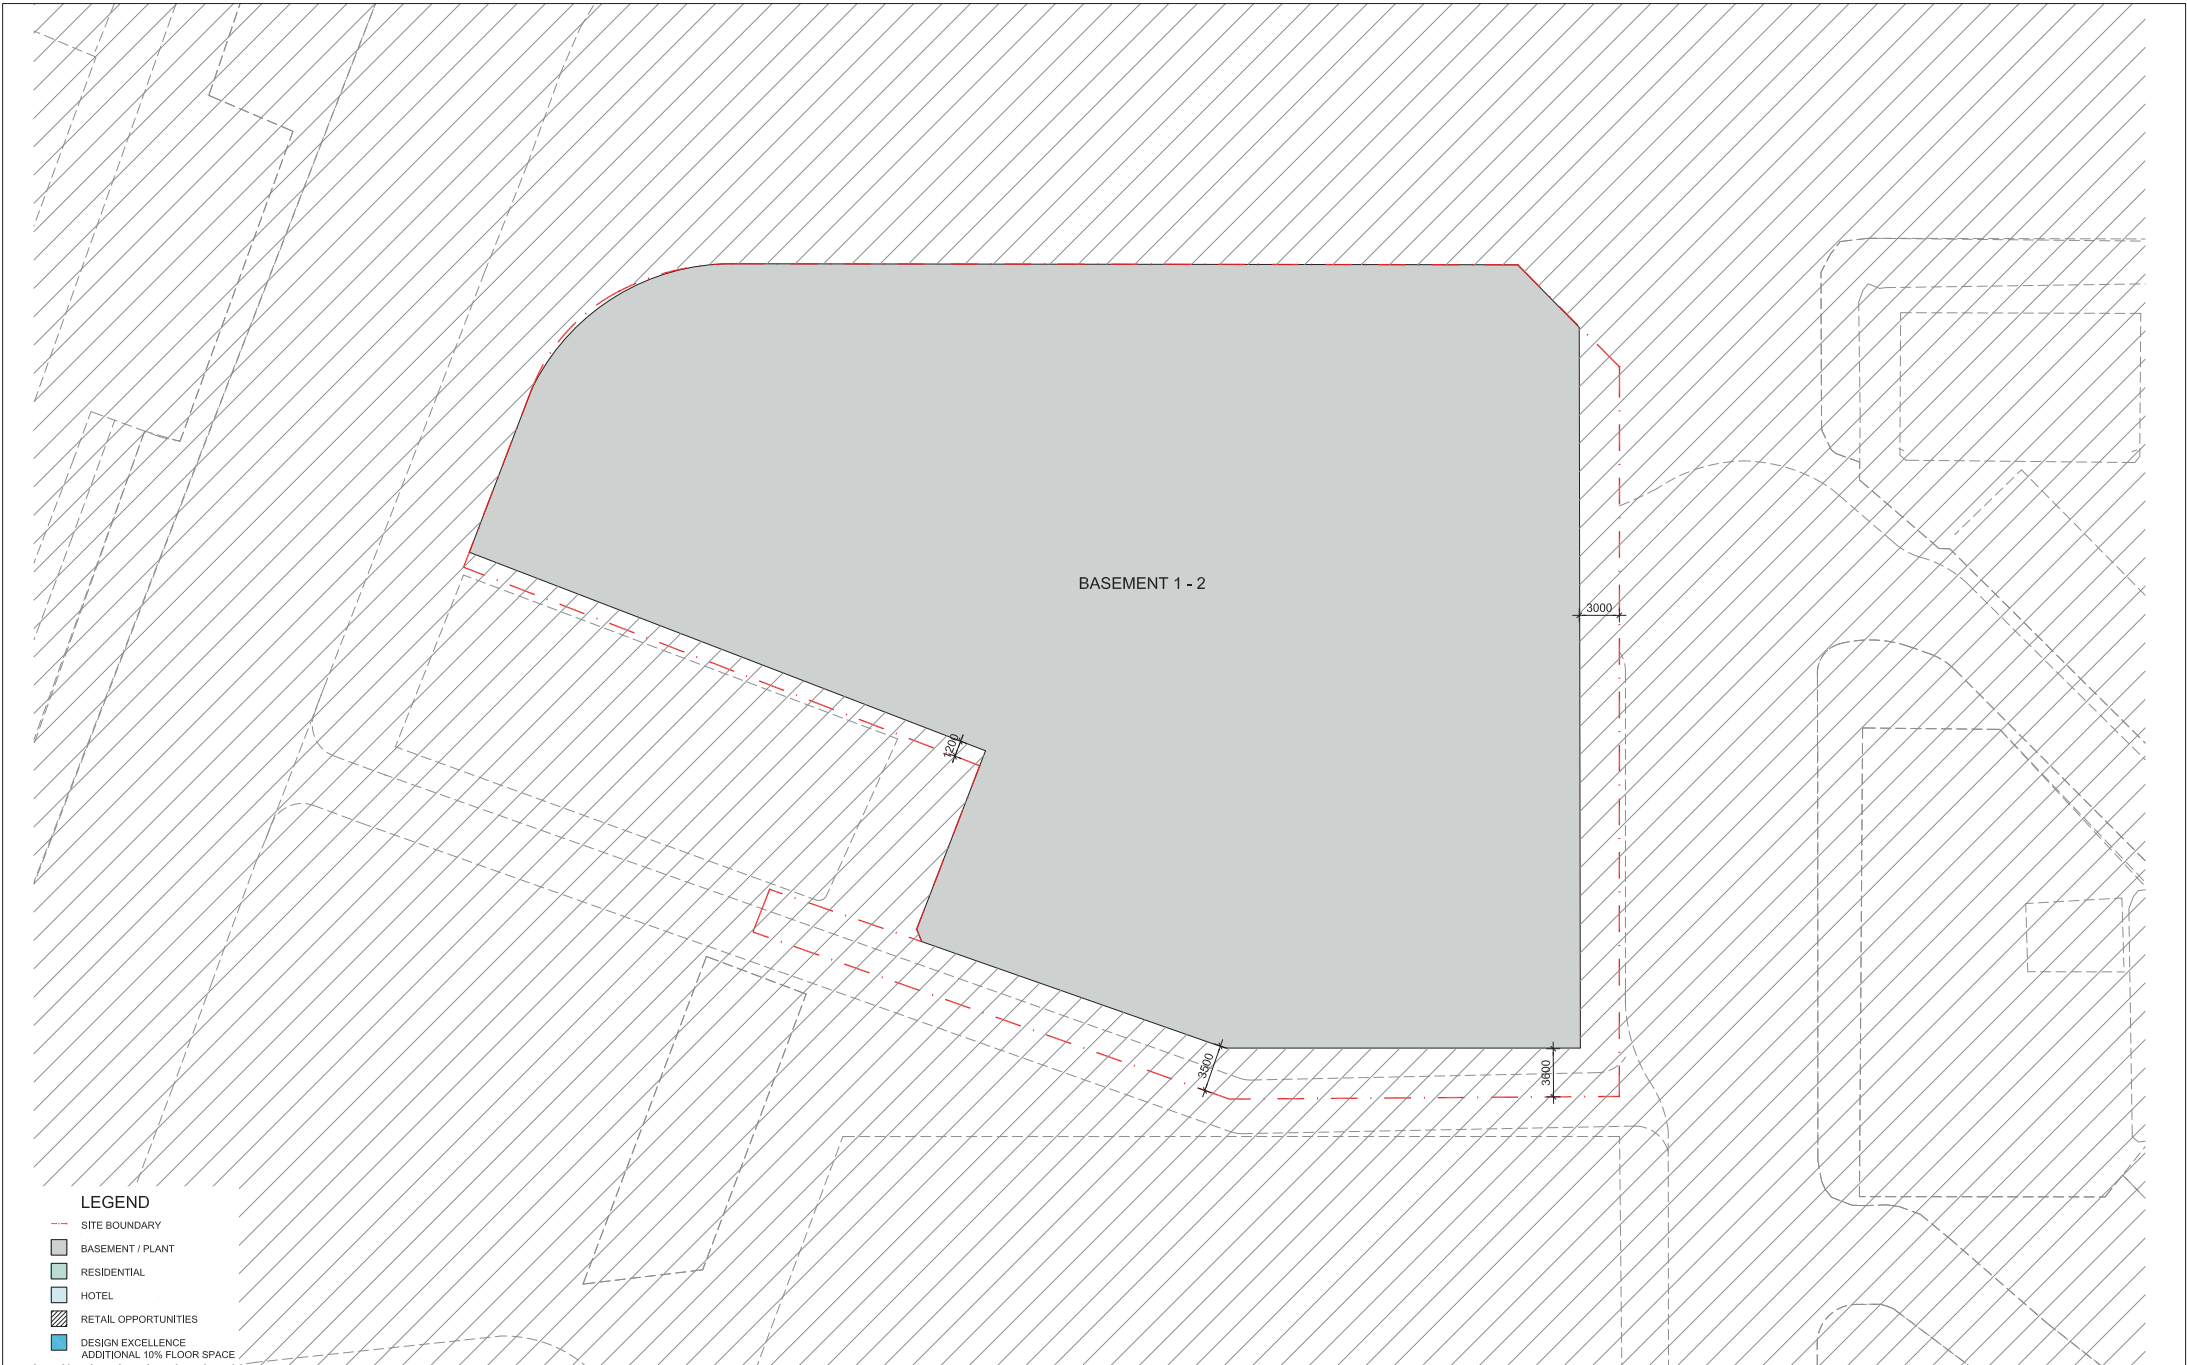 BASEMENT 1 - 2
3000
1200
3500
3600
LEGEND
SITE BOUNDARY
BASEMENT / PLANT
RESIDENTIAL
HOTEL
RETAIL OPPORTUNITIES
DESIGN EXCELLENCE
ADDITIONAL 10% FLOOR SPACE